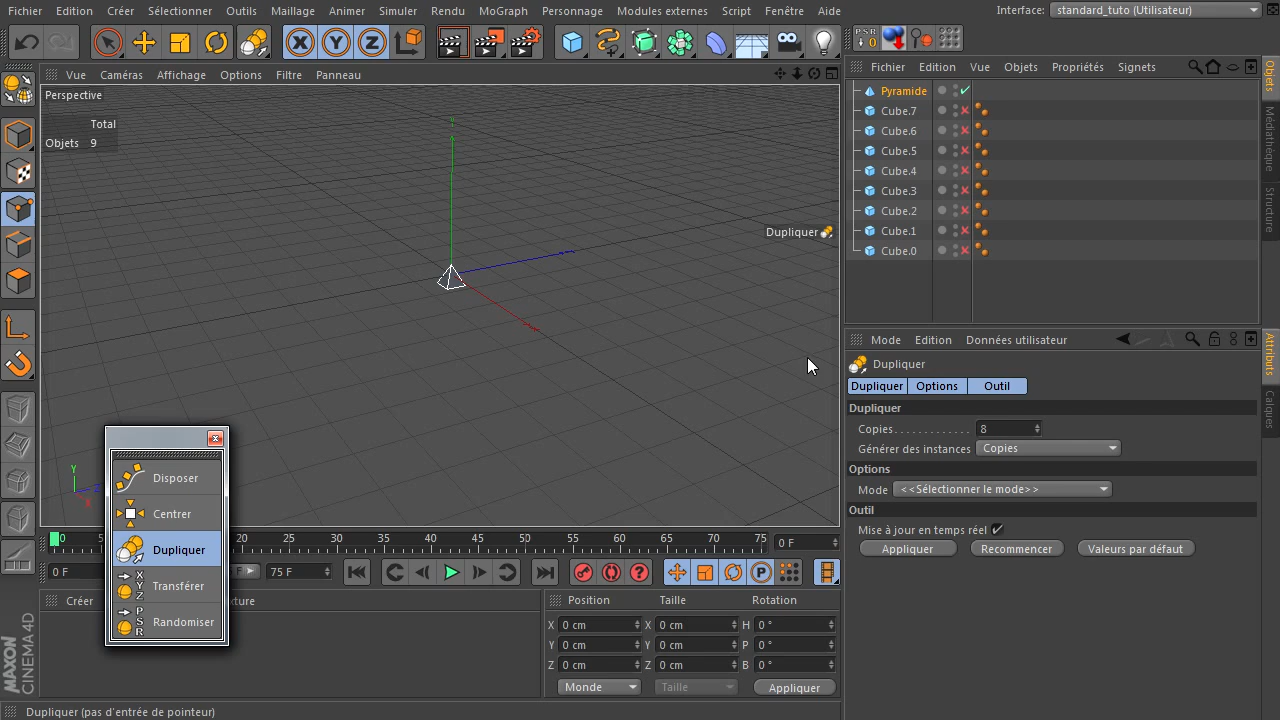 Fichier Edition Créer Sélectionner Outils Maillage Animer Simuler Rendu MoGraph Personnage Modules externes Script Fenêtre Aide Interface: standard_tuto (Utilisateur)
PSR 0
X Y Z
Vue Caméras Affichage Options Filtre Panneau
Fichier Edition Vue Objets Propriétés Signets
Objets
Médiathèque
Structure
Perspective
Total
Objets 9
Dupliquer
Pyramide
Cube.7
Cube.6
Cube.5
Cube.4
Cube.3
Cube.2
Cube.1
Cube.0
Mode Edition Données utilisateur
Attributs
Calques
Dupliquer
Dupliquer Options Outil
Dupliquer
Copies 8
Générer des instances Copies
Options
Mode <<Sélectionner le mode>>
Outil
Mise à jour en temps réel
Appliquer Recommencer Valeurs par défaut
Y
Z
X
Disposer
Centrer
Dupliquer
Transférer
Randomiser
0 5 20 25 30 35 40 45 50 55 60 65 70 75 0 F
0 F F 75 F P
Créer xture
Position Taille Rotation
X 0 cm X 0 cm H 0 °
Y 0 cm Y 0 cm P 0 °
Z 0 cm Z 0 cm B 0 °
Monde Taille Appliquer
MAXON
CINEMA 4D
Dupliquer (pas d'entrée de pointeur)